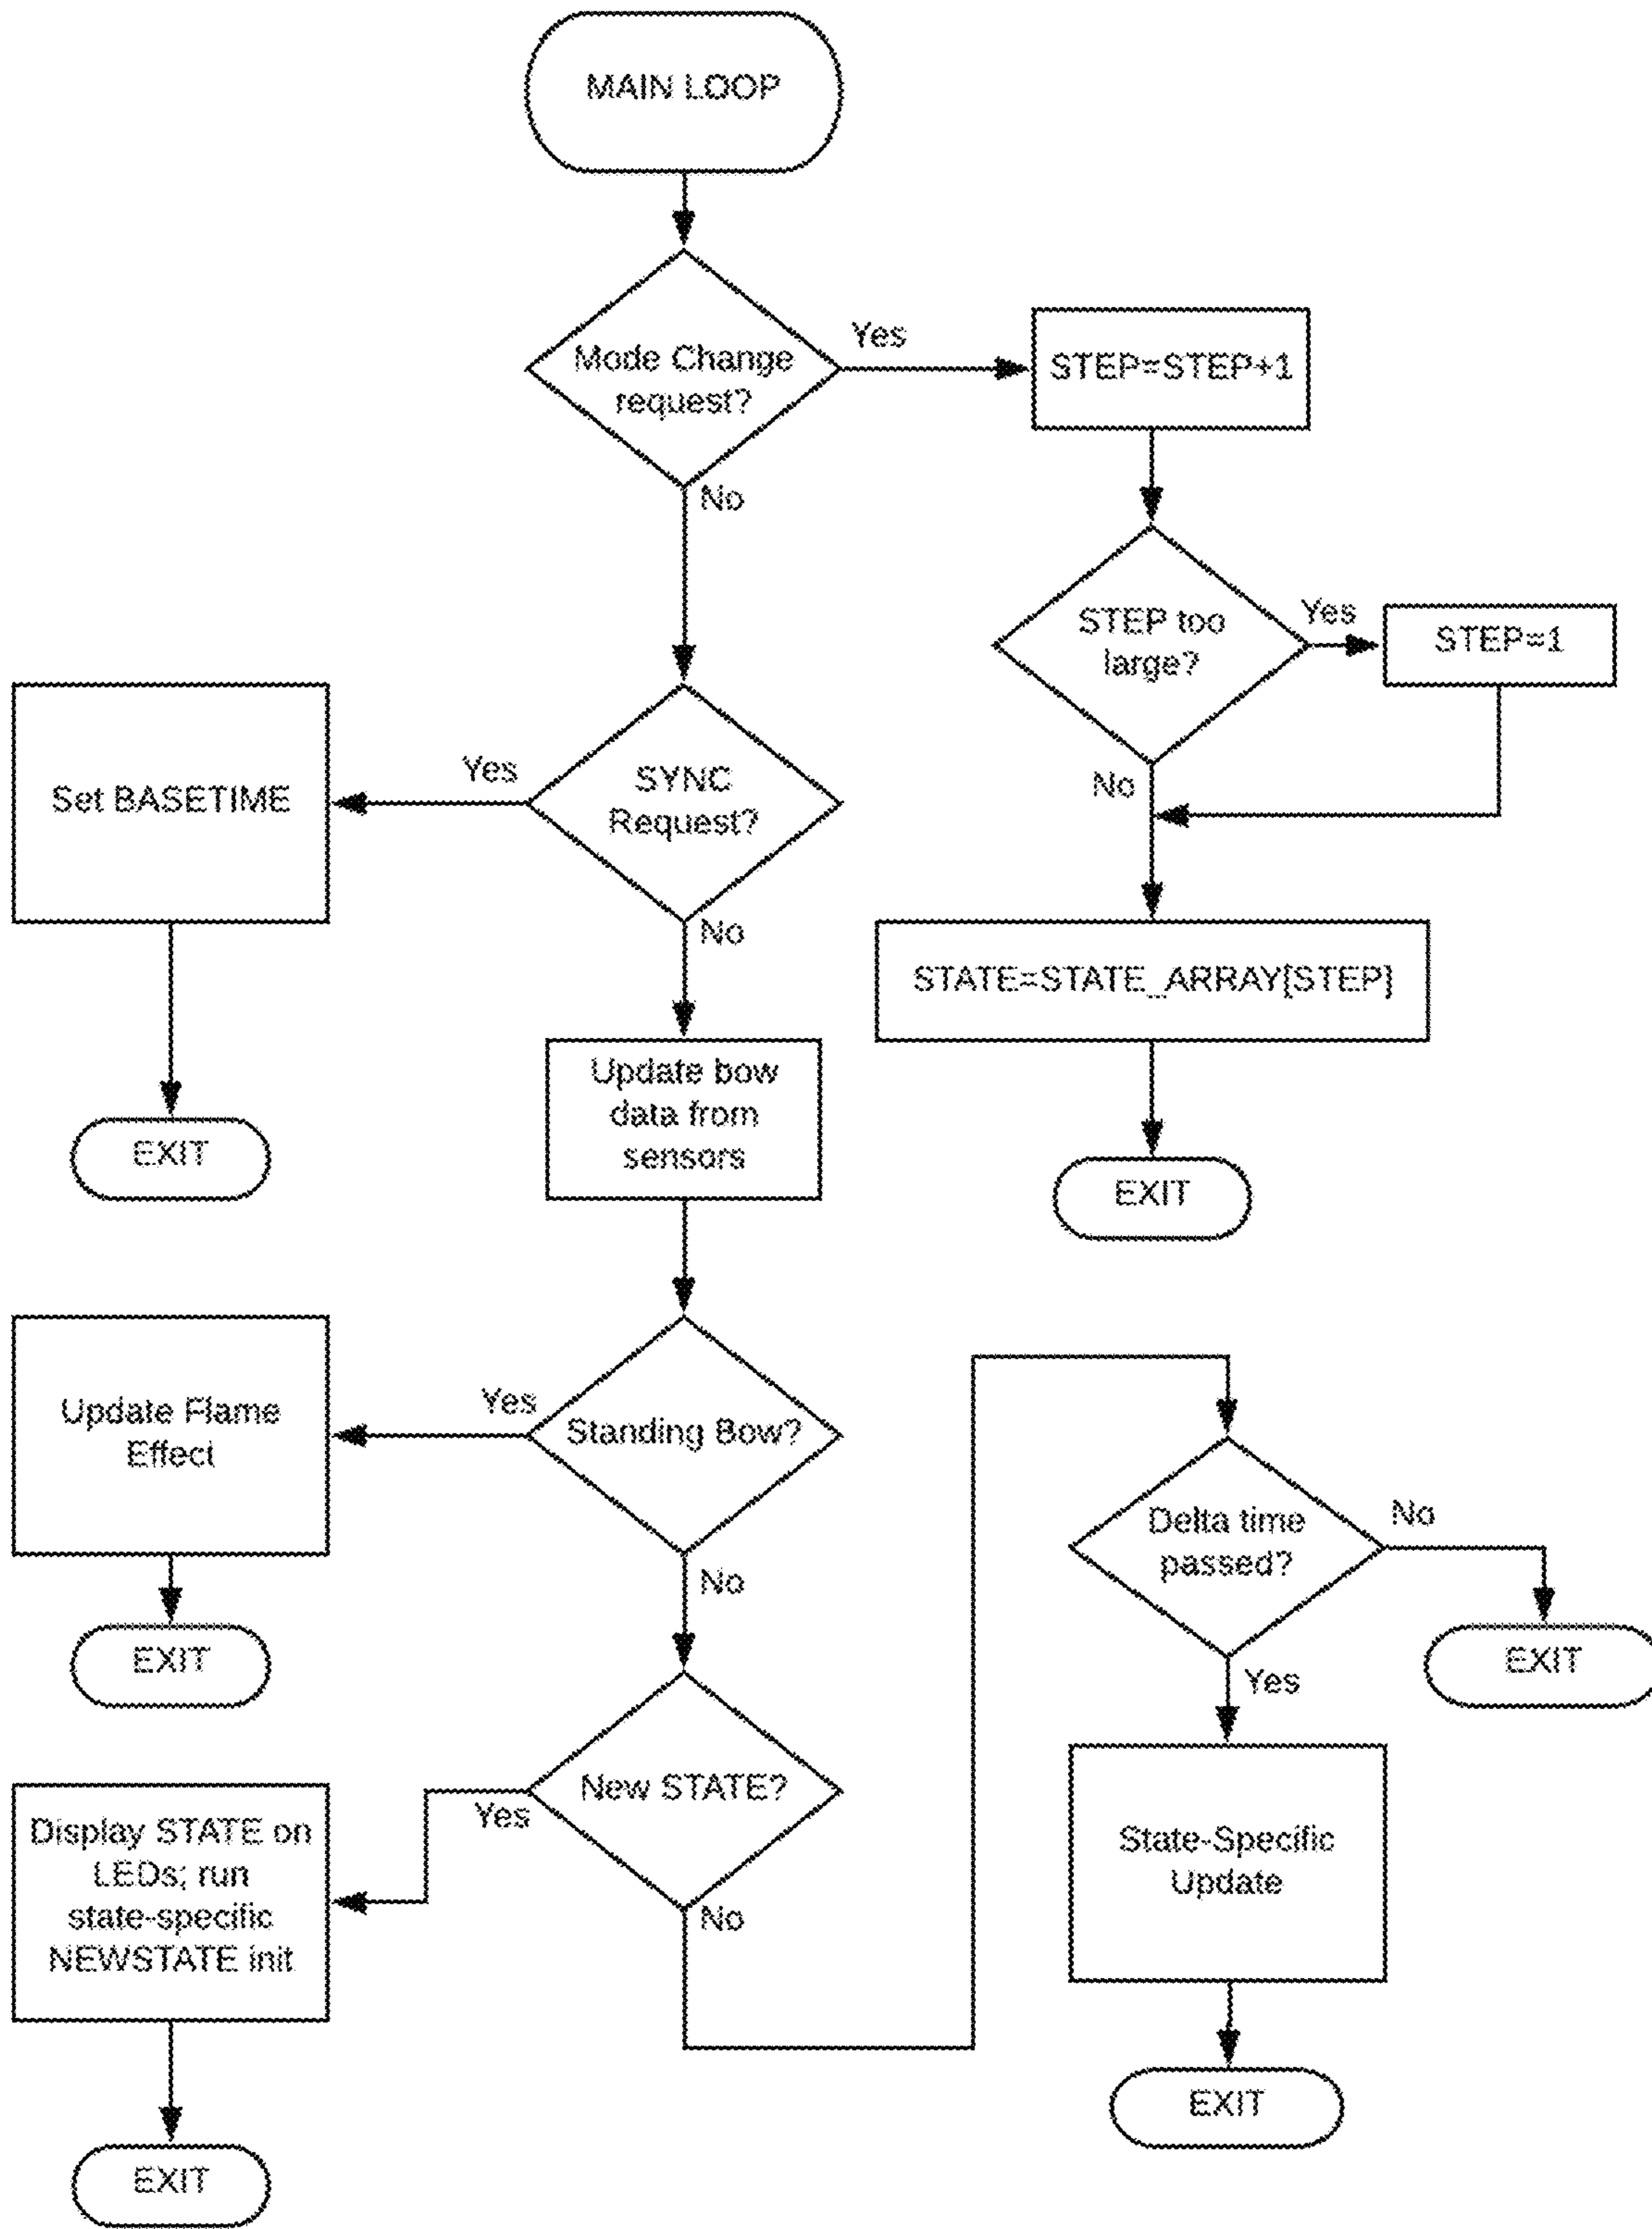 MAIN LOOP
Mode Change
request?
Yes
STEP=STEP+1
No
STEP too
large?
Yes
STEP=1
No
STATE=STATE_ARRAY[STEP]
EXIT
SYNC
Request?
Yes
Set BASETIME
EXIT
No
Update bow
data from
sensors
Standing Bow?
Yes
Update Flame
Effect
EXIT
No
New STATE?
Yes
Display STATE on
LEDs; run
state-specific
NEWSTATE init
EXIT
No
Delta time
passed?
No
EXIT
Yes
State-Specific
Update
EXIT